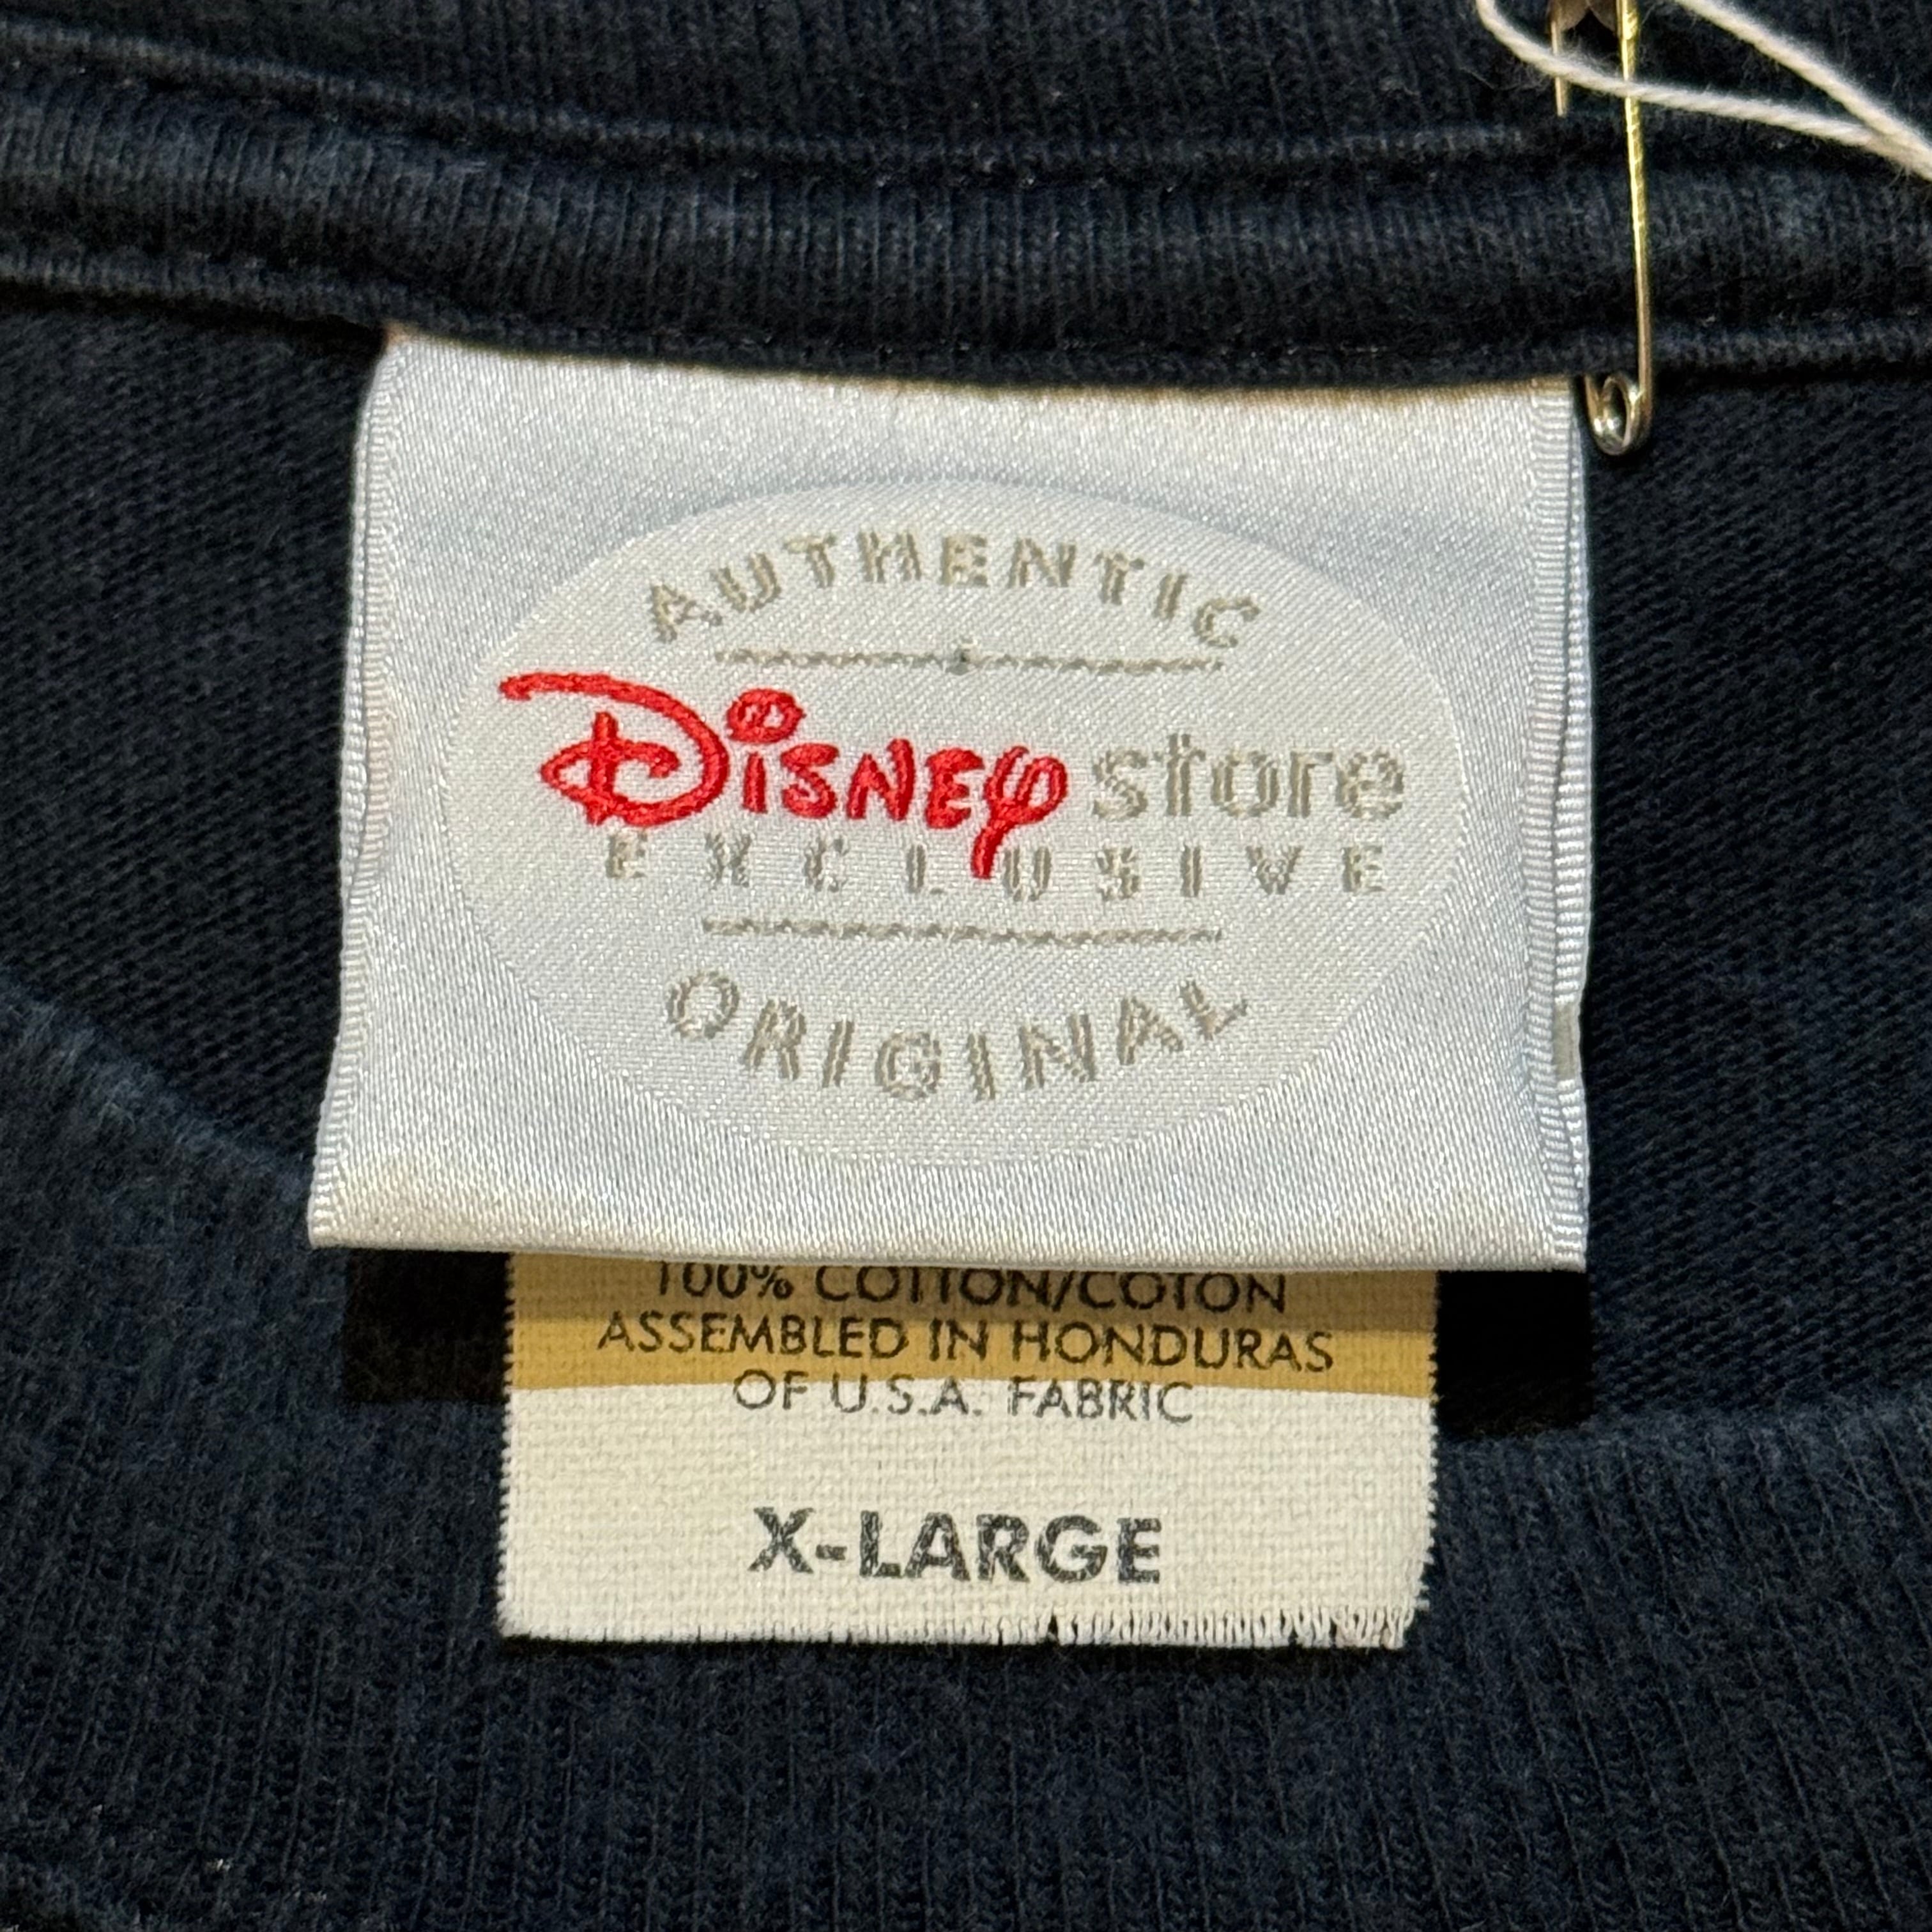 AUTHENTIC
Disney store
EXCLUSIVE
ORIGINAL
100% COTTON/COTON
ASSEMBLED IN HONDURAS
OF U.S.A. FABRIC
X-LARGE